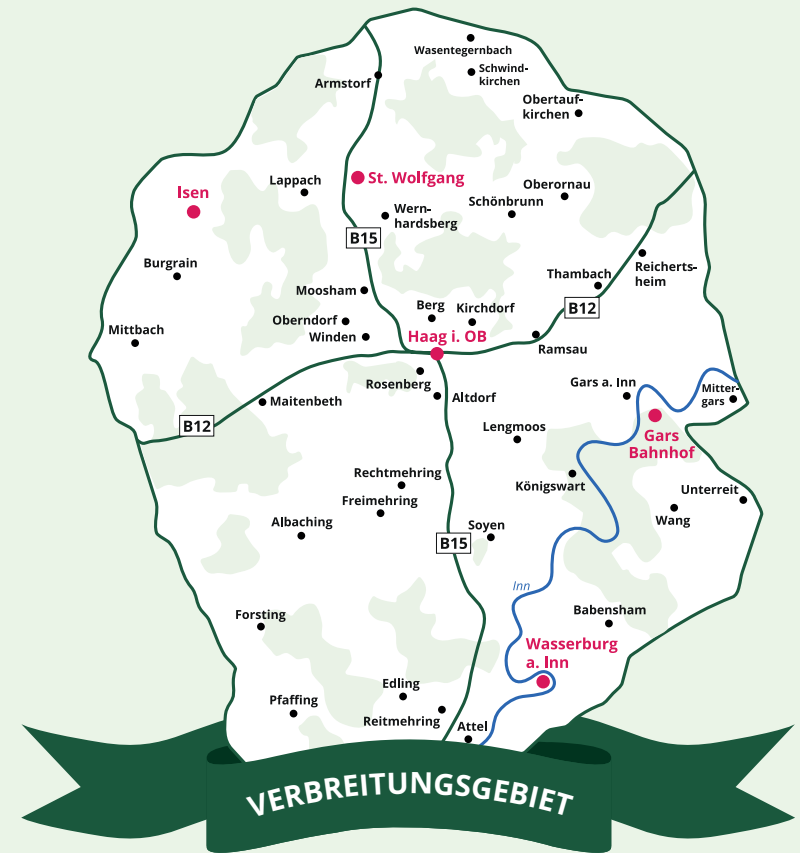 Wasentegernbach
Schwind-
kirchen
Armstorf
Obertauf-
kirchen
Isen
Lappach
St. Wolfgang
Oberornau
Schönbrunn
Wern-
hardsberg
B15
Burgrain
Reicherts-
heim
Thambach
Moosham
Berg
Kirchdorf
B12
Oberndorf
Mittbach
Winden
Haag i. OB
Ramsau
Rosenberg
Gars a. Inn
Mitter-
gars
Maitenbeth
Altdorf
B12
Lengmoos
Gars
Bahnhof
Rechtmehring
Königswart
Unterreit
Freimehring
Wang
Albaching
Soyen
B15
Inn
Forsting
Babensham
Wasserburg
a. Inn
Edling
Pfaffing
Reitmehring
Attel
VERBREITUNGSGEBIET